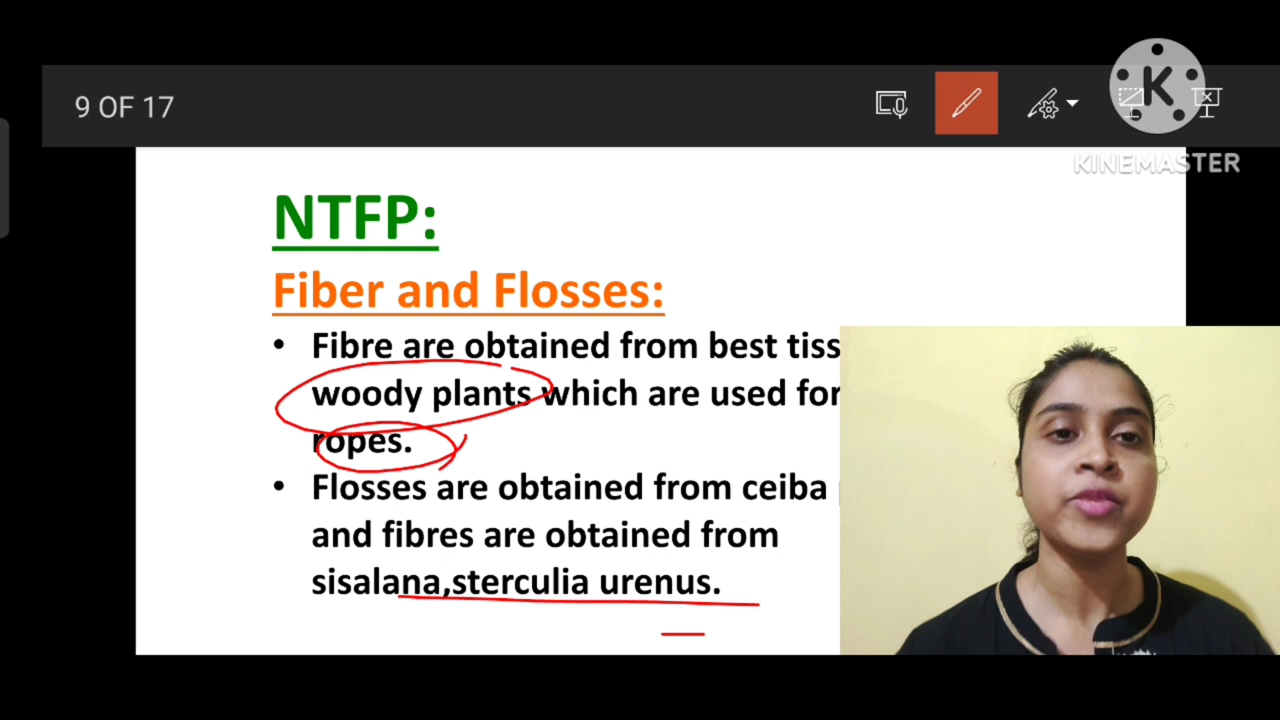 9 OF 17
K
KINEMASTER
NTFP:
Fiber and Flosses:
• Fibre are obtained from best tiss
woody plants which are used for
ropes.
• Flosses are obtained from ceiba
and fibres are obtained from
sisalana,sterculia urenus.